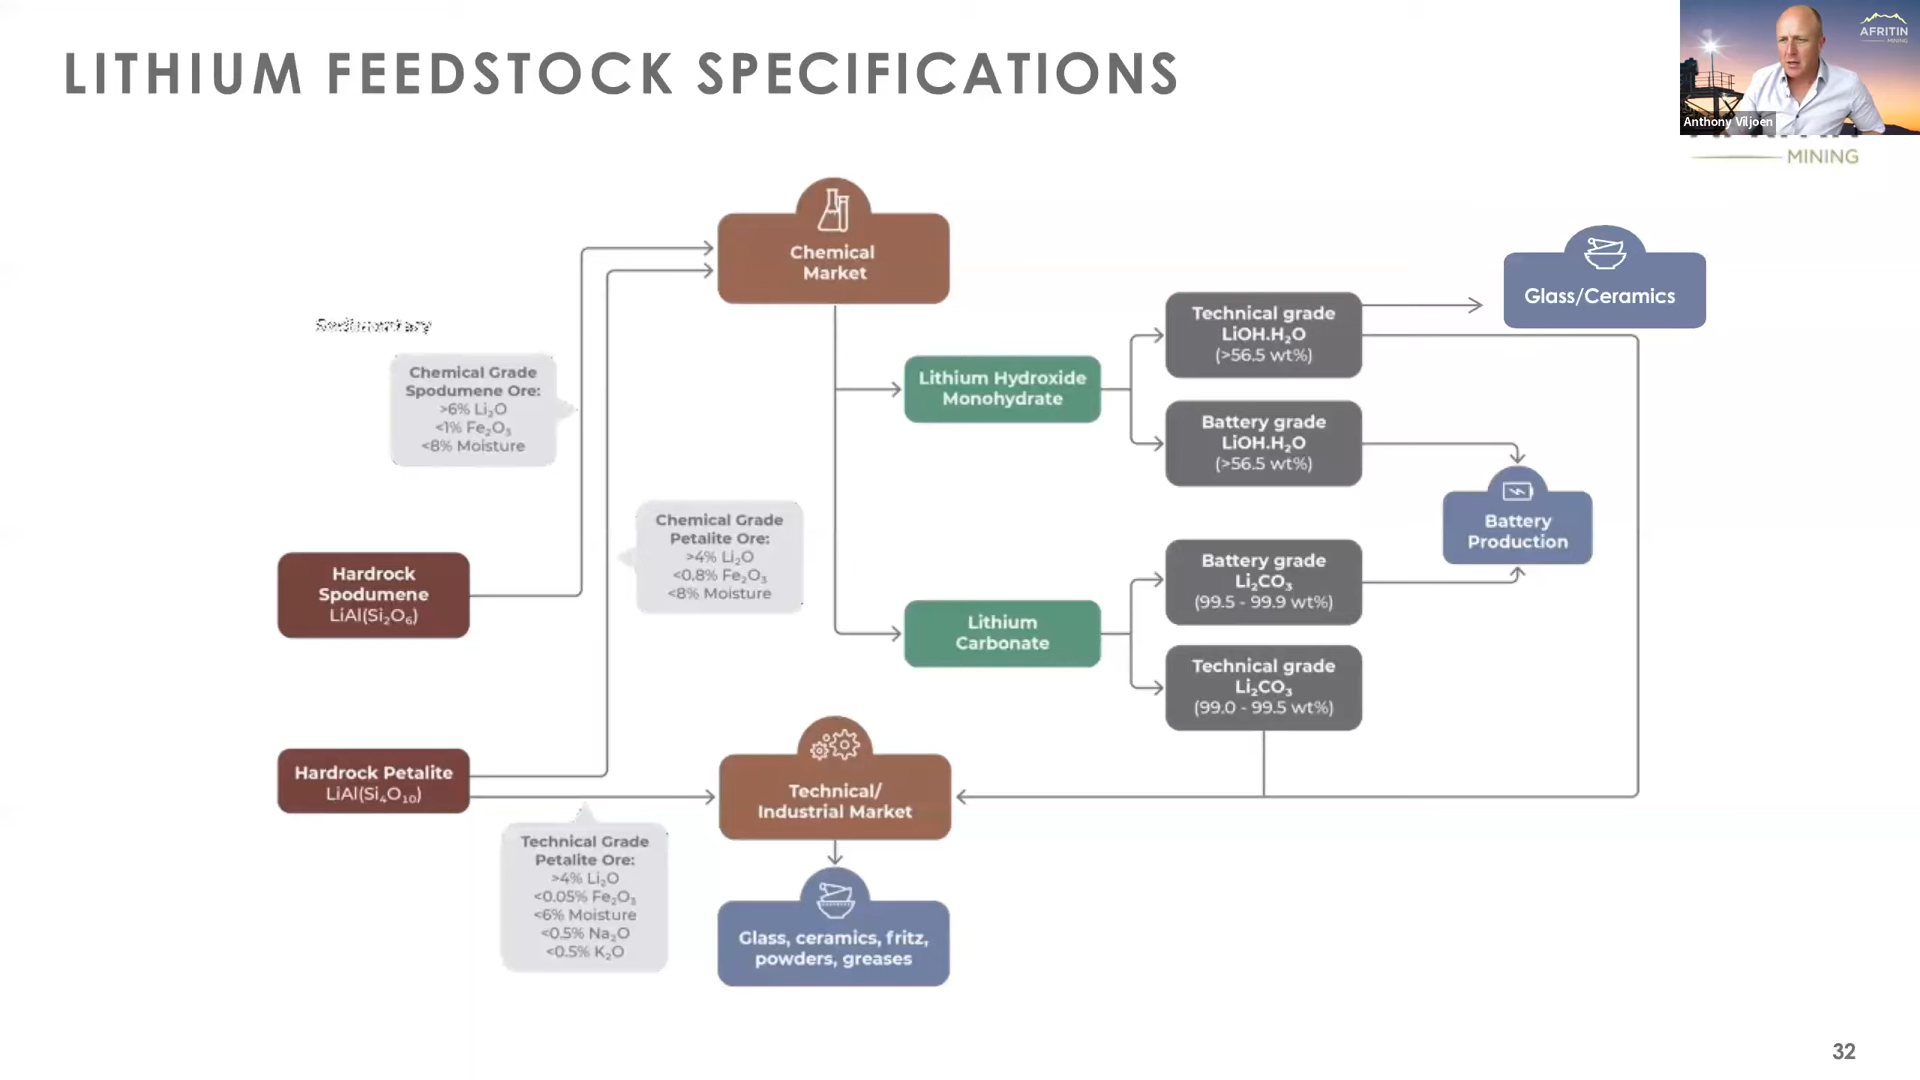 LITHIUM FEEDSTOCK SPECIFICATIONS
AFRITIN
MINING
Anthony Viljoen
MINING
Chemical
Market
Glass/Ceramics
Technical grade
LiOH.H₂O
(>56.5 wt%)
Sedimentary
Chemical Grade
Spodumene Ore:
>6% Li₂O
<1% Fe₂O₃
<8% Moisture
Lithium Hydroxide
Monohydrate
Battery grade
LiOH.H₂O
(>56.5 wt%)
Battery
Production
Chemical Grade
Petalite Ore:
>4% Li₂O
<0.8% Fe₂O₃
<8% Moisture
Hardrock
Spodumene
LiAl(Si₂O₆)
Battery grade
Li₂CO₃
(99.5 - 99.9 wt%)
Lithium
Carbonate
Technical grade
Li₂CO₃
(99.0 - 99.5 wt%)
Hardrock Petalite
LiAl(Si₄O₁₀)
Technical/
Industrial Market
Technical Grade
Petalite Ore:
>4% Li₂O
<0.05% Fe₂O₃
<6% Moisture
<0.5% Na₂O
<0.5% K₂O
Glass, ceramics, fritz,
powders, greases
32